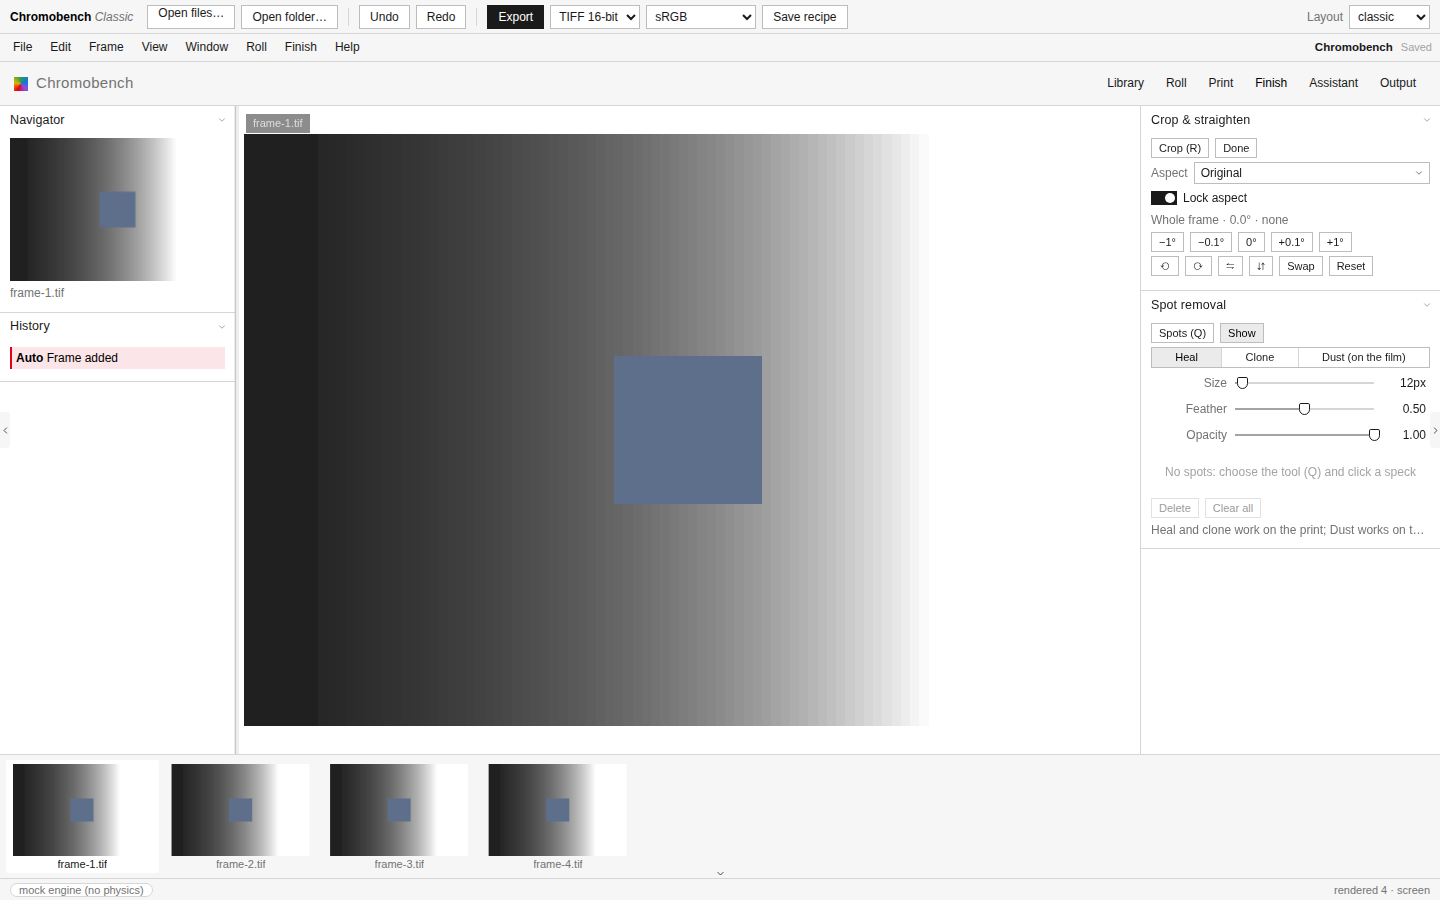 Chromobench Classic Open files… Open folder… Undo Redo Export TIFF 16-bit sRGB Save recipe Layout classic
File Edit Frame View Window Roll Finish Help Chromobench Saved
Chromobench Library Roll Print Finish Assistant Output
Navigator
frame-1.tif
History
Auto Frame added
frame-1.tif
Crop & straighten
Crop (R) Done
Aspect Original
Lock aspect
Whole frame · 0.0° · none
−1° −0.1° 0° +0.1° +1°
Swap Reset
Spot removal
Spots (Q) Show
Heal Clone Dust (on the film)
Size 12px
Feather 0.50
Opacity 1.00
No spots: choose the tool (Q) and click a speck
Delete Clear all
Heal and clone work on the print; Dust works on t…
frame-1.tif frame-2.tif frame-3.tif frame-4.tif
mock engine (no physics) rendered 4 · screen